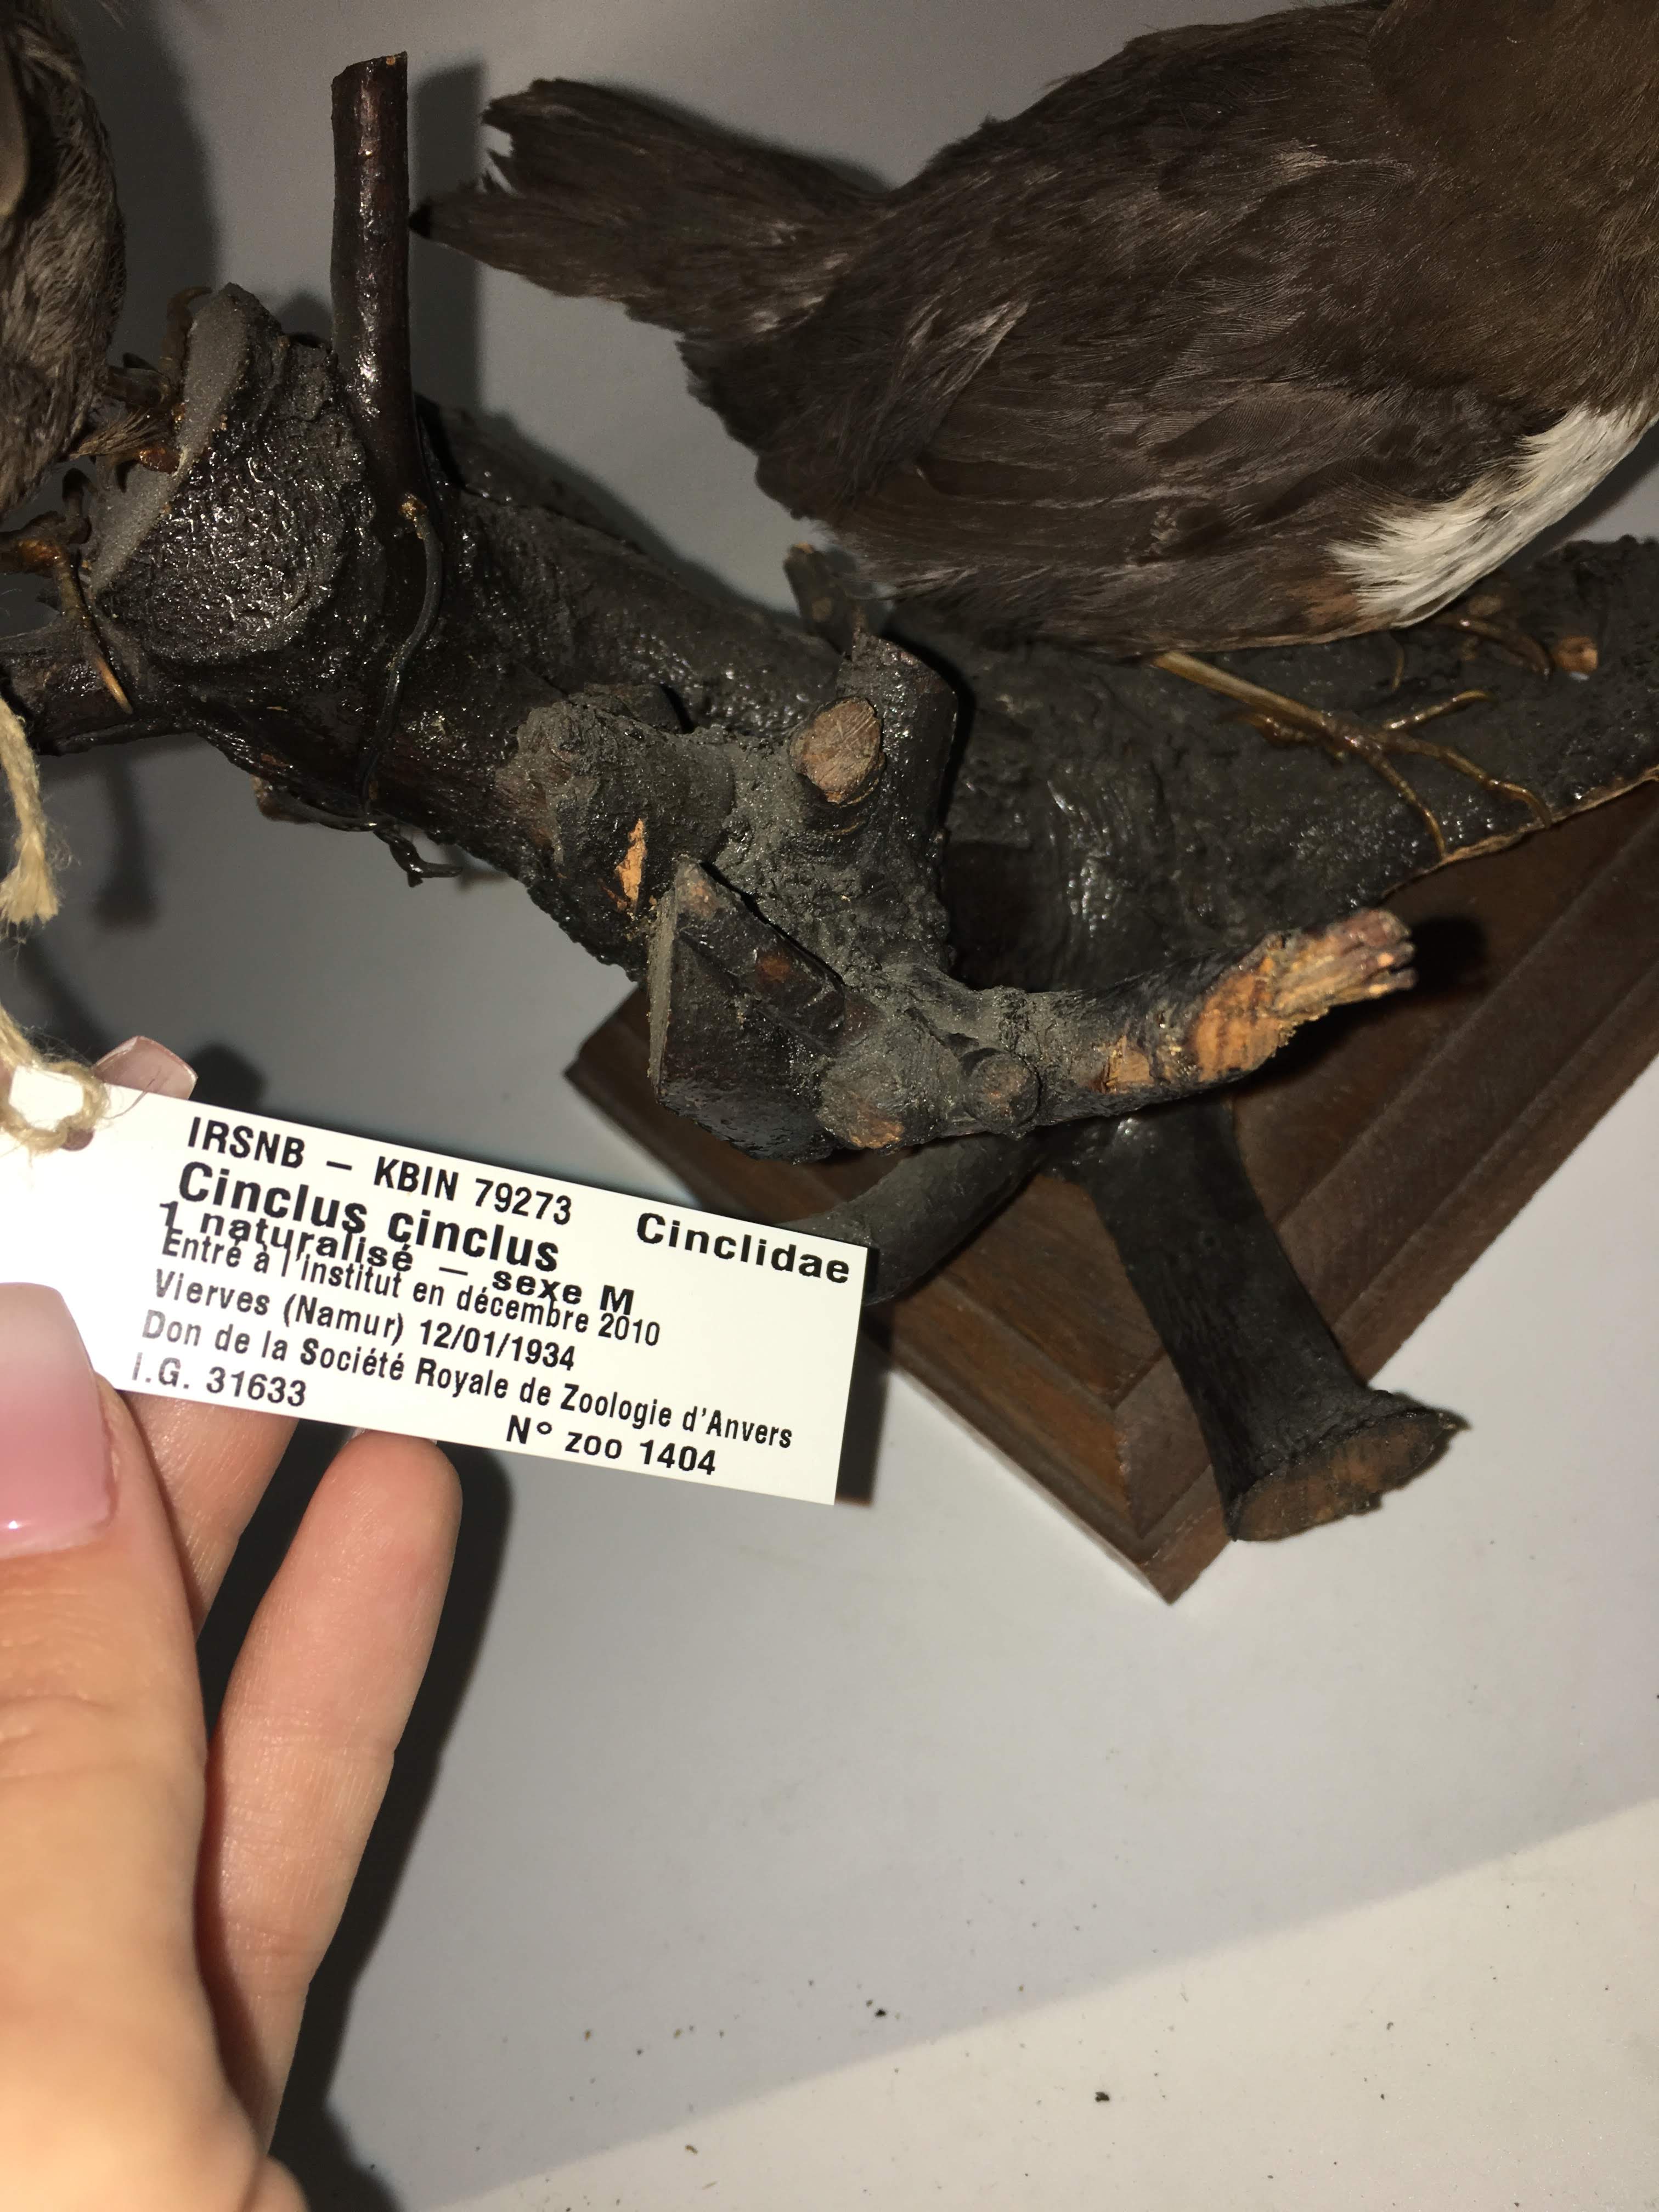 IRSNB – KBIN 79273
Cinclus cinclus Cinclidae
1 naturalisé – sexe M
Entré à l'institut en décembre 2010
Vierves (Namur) 12/01/1934
Don de la Société Royale de Zoologie d'Anvers
I.G. 31633 N° zoo 1404